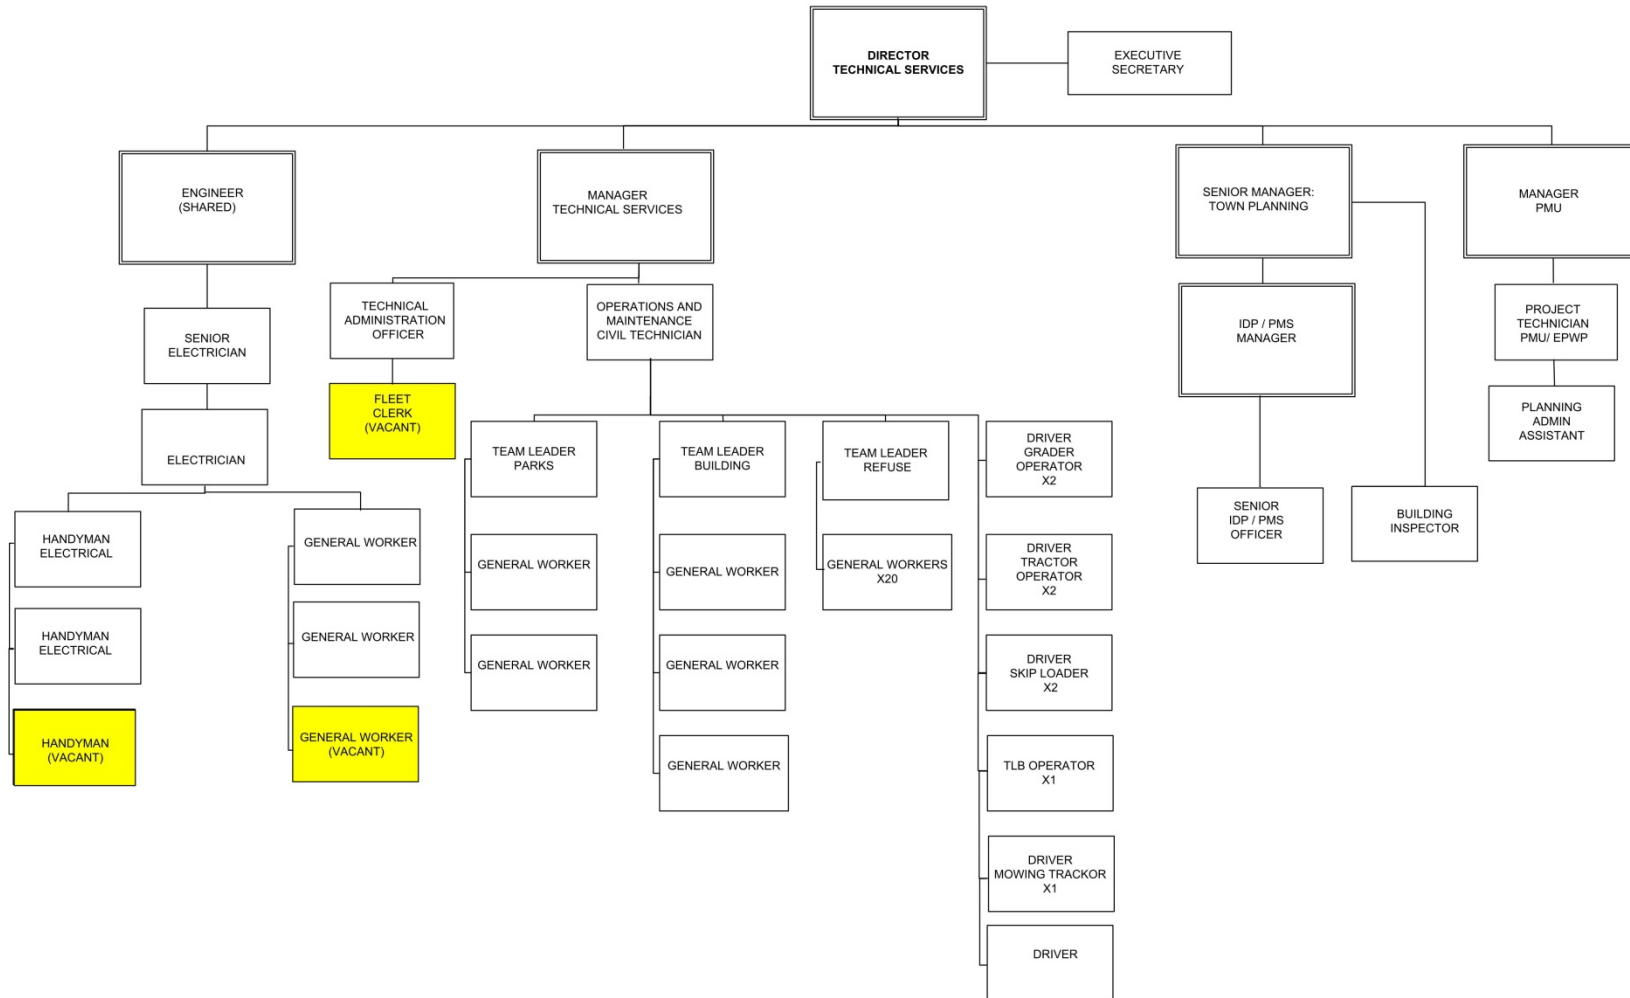 DIRECTOR
TECHNICAL SERVICES
EXECUTIVE
SECRETARY
ENGINEER
(SHARED)
MANAGER
TECHNICAL SERVICES
SENIOR MANAGER:
TOWN PLANNING
MANAGER
PMU
SENIOR
ELECTRICIAN
TECHNICAL
ADMINISTRATION
OFFICER
OPERATIONS AND
MAINTENANCE
CIVIL TECHNICIAN
IDP / PMS
MANAGER
PROJECT
TECHNICIAN
PMU/ EPWP
ELECTRICIAN
FLEET
CLERK
(VACANT)
PLANNING
ADMIN
ASSISTANT
TEAM LEADER
PARKS
TEAM LEADER
BUILDING
TEAM LEADER
REFUSE
DRIVER
GRADER
OPERATOR
X2
HANDYMAN
ELECTRICAL
GENERAL WORKER
GENERAL WORKER
GENERAL WORKER
GENERAL WORKERS
X20
DRIVER
TRACTOR
OPERATOR
X2
SENIOR
IDP / PMS
OFFICER
BUILDING
INSPECTOR
HANDYMAN
ELECTRICAL
GENERAL WORKER
GENERAL WORKER
GENERAL WORKER
DRIVER
SKIP LOADER
X2
HANDYMAN
(VACANT)
GENERAL WORKER
(VACANT)
GENERAL WORKER
TLB OPERATOR
X1
DRIVER
MOWING TRACKOR
X1
DRIVER